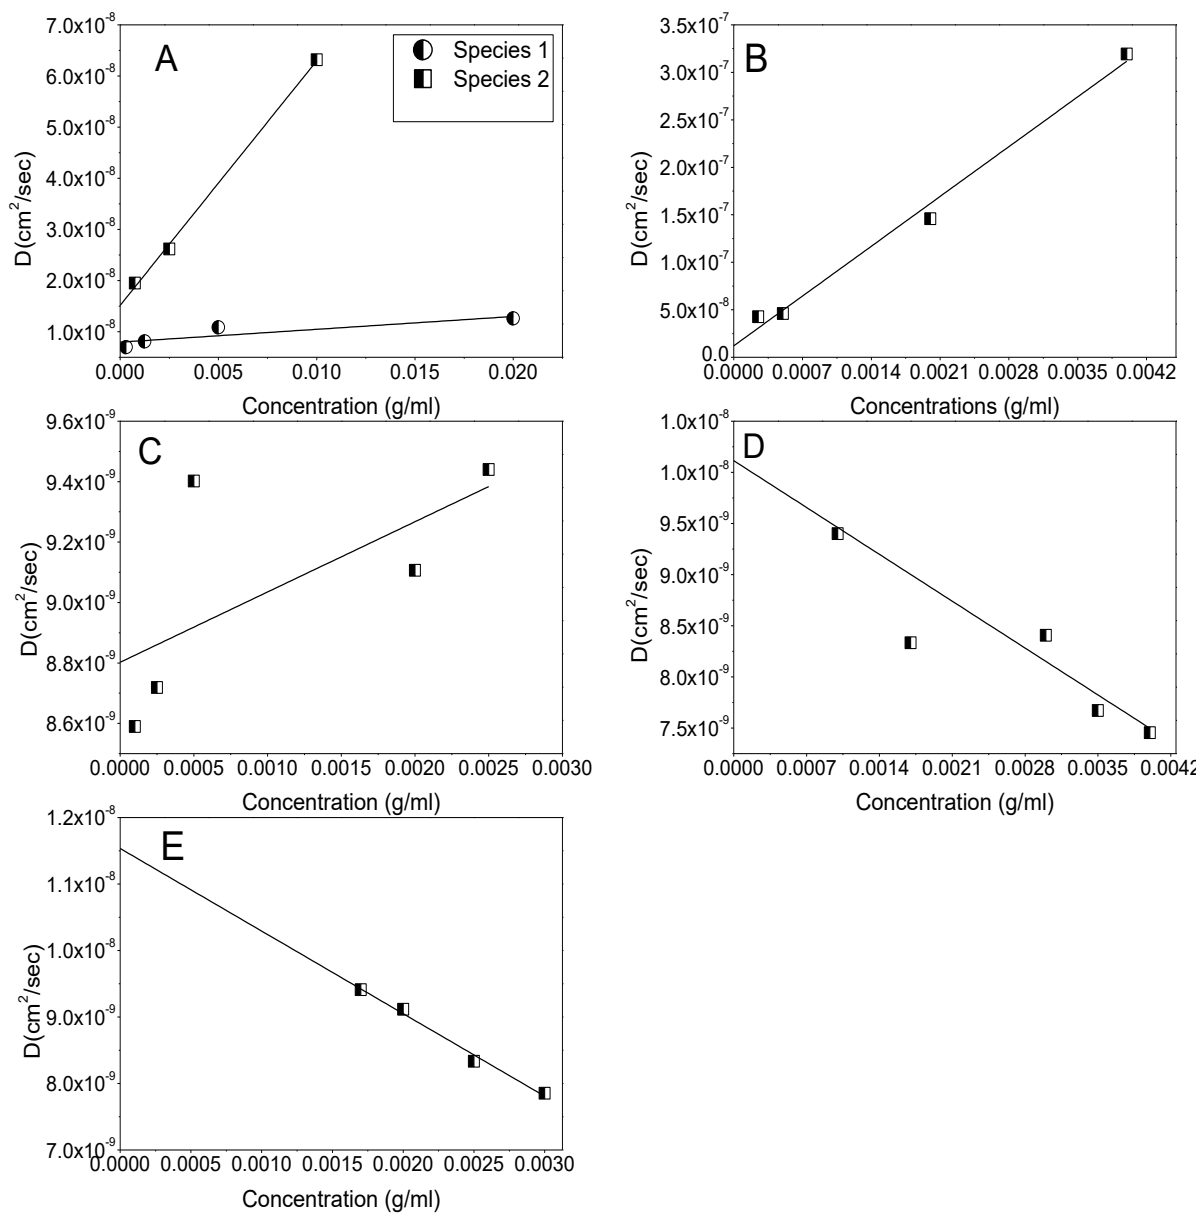 A
Species 1
Species 2
7.0x10⁻⁸
6.0x10⁻⁸
5.0x10⁻⁸
4.0x10⁻⁸
3.0x10⁻⁸
2.0x10⁻⁸
1.0x10⁻⁸
D(cm²/sec)
0.000 0.005 0.010 0.015 0.020
Concentration (g/ml)
B
3.5x10⁻⁷
3.0x10⁻⁷
2.5x10⁻⁷
2.0x10⁻⁷
1.5x10⁻⁷
1.0x10⁻⁷
5.0x10⁻⁸
0.0
D(cm²/sec)
0.0000 0.0007 0.0014 0.0021 0.0028 0.0035 0.0042
Concentrations (g/ml)
C
9.6x10⁻⁹
9.4x10⁻⁹
9.2x10⁻⁹
9.0x10⁻⁹
8.8x10⁻⁹
8.6x10⁻⁹
D(cm²/sec)
0.0000 0.0005 0.0010 0.0015 0.0020 0.0025 0.0030
Concentration (g/ml)
D
1.0x10⁻⁸
1.0x10⁻⁸
9.5x10⁻⁹
9.0x10⁻⁹
8.5x10⁻⁹
8.0x10⁻⁹
7.5x10⁻⁹
D(cm²/sec)
0.0000 0.0007 0.0014 0.0021 0.0028 0.0035 0.0042
Concentration (g/ml)
E
1.2x10⁻⁸
1.1x10⁻⁸
1.0x10⁻⁸
9.0x10⁻⁹
8.0x10⁻⁹
7.0x10⁻⁹
D(cm²/sec)
0.0000 0.0005 0.0010 0.0015 0.0020 0.0025 0.0030
Concentration (g/ml)